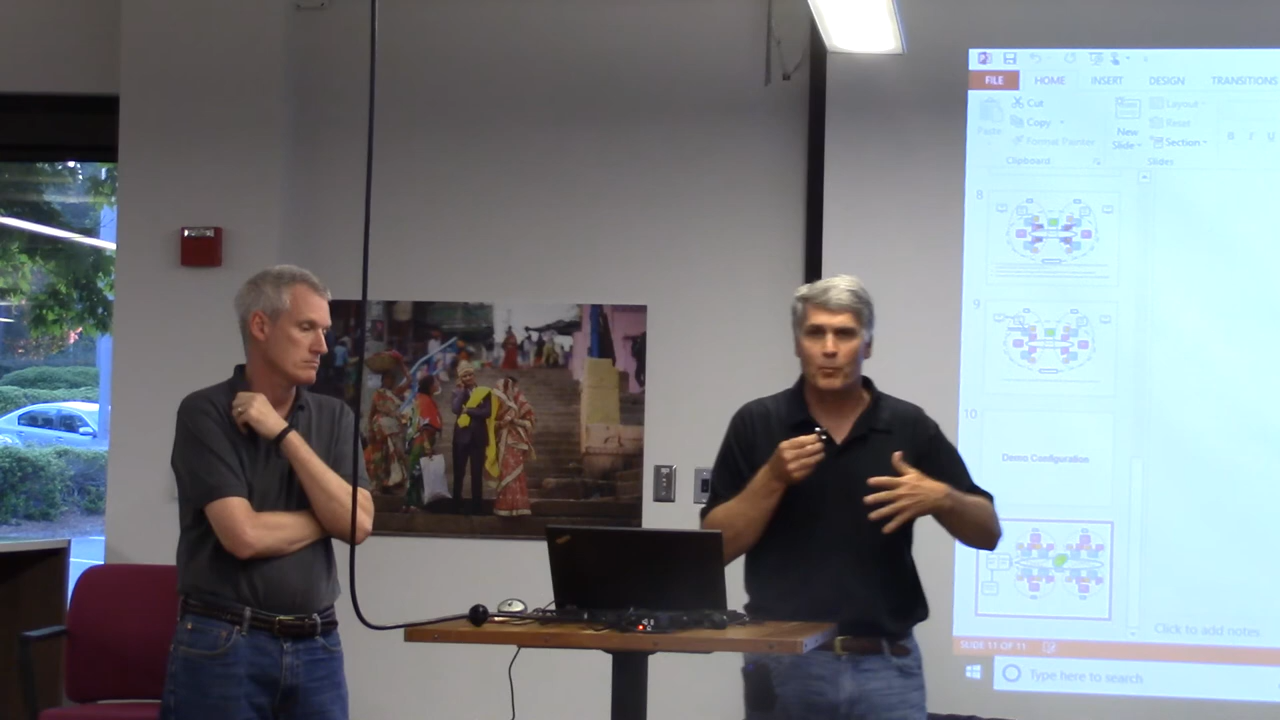 FILE HOME INSERT DESIGN TRANSITIONS
Cut
Copy
Format Painter
Paste
Clipboard
New
Slide
Layout
Reset
Section
Slides
B I U
8
9
10
Demo Configuration
Click to add notes
SLIDE 11 OF 11
Type here to search